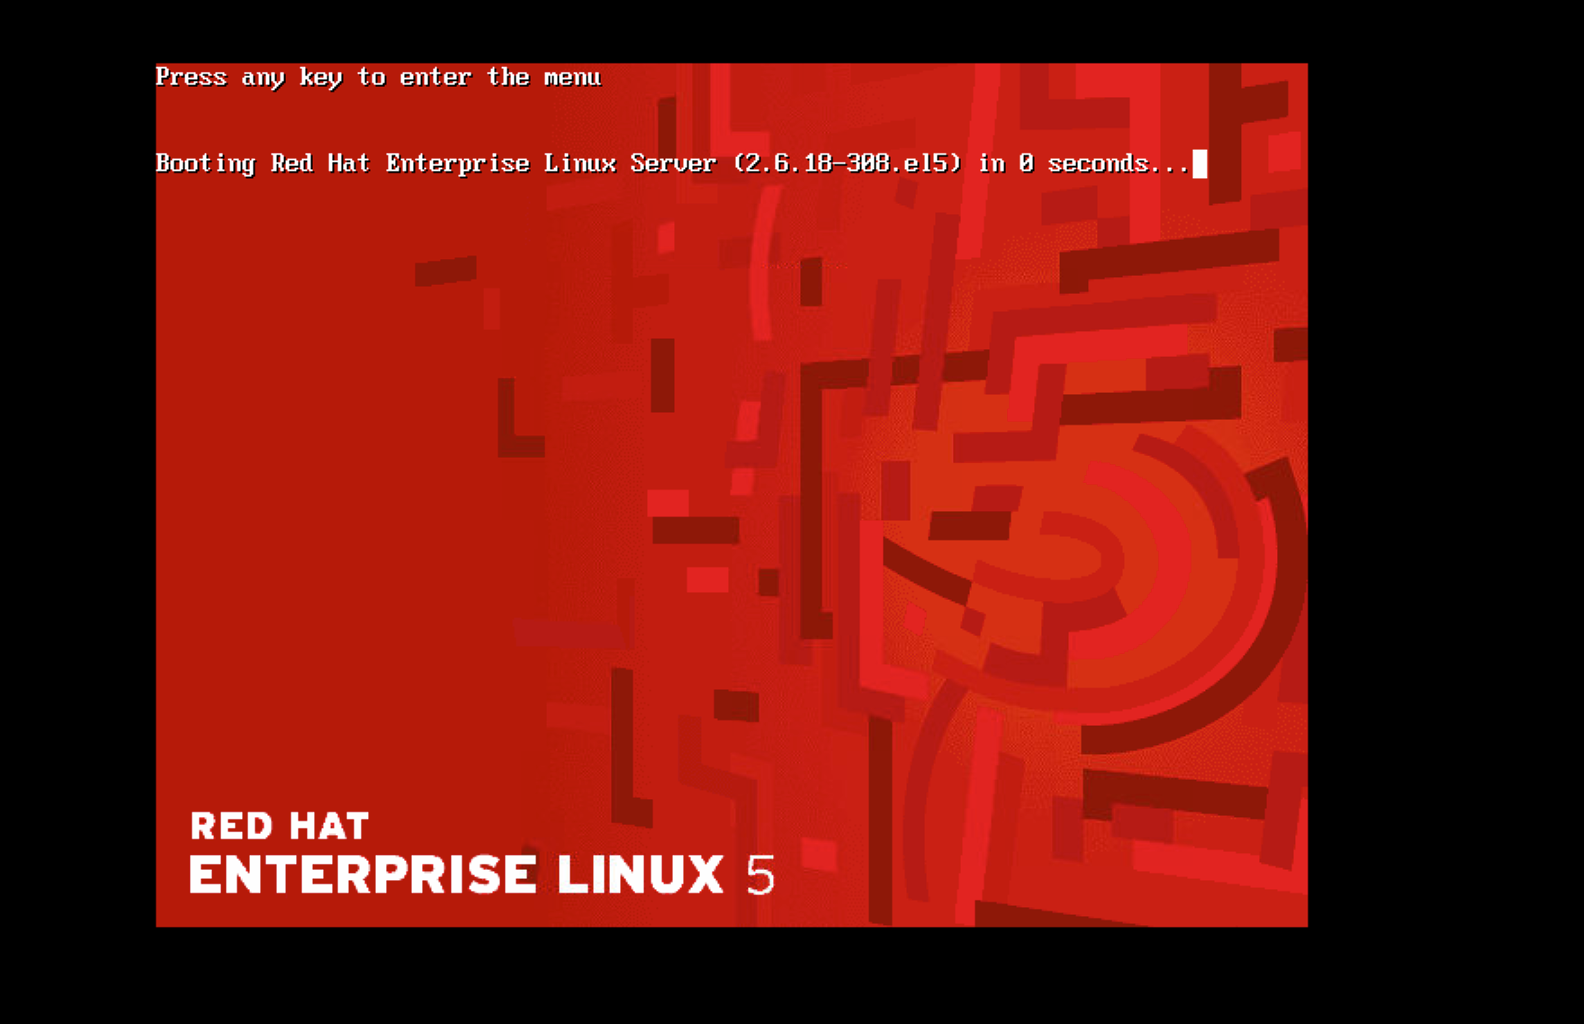 Press any key to enter the menu
Booting Red Hat Enterprise Linux Server (2.6.18-308.el5) in 0 seconds...
RED HAT
ENTERPRISE LINUX 5